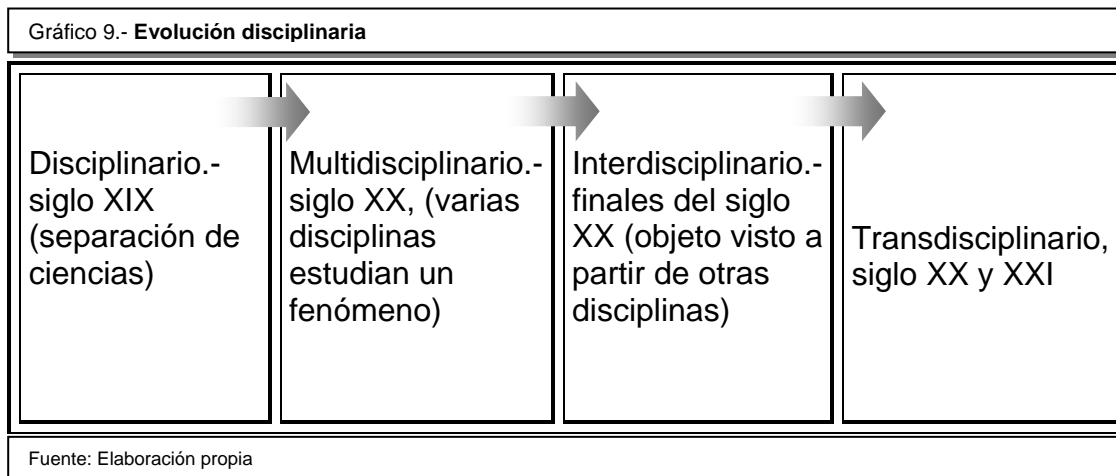 Gráfico 9.- Evolución disciplinaria
Disciplinario.-
siglo XIX
(separación de
ciencias)
Multidisciplinario.-
siglo XX, (varias
disciplinas
estudian un
fenómeno)
Interdisciplinario.-
finales del siglo
XX (objeto visto a
partir de otras
disciplinas)
Transdisciplinario,
siglo XX y XXI
Fuente: Elaboración propia